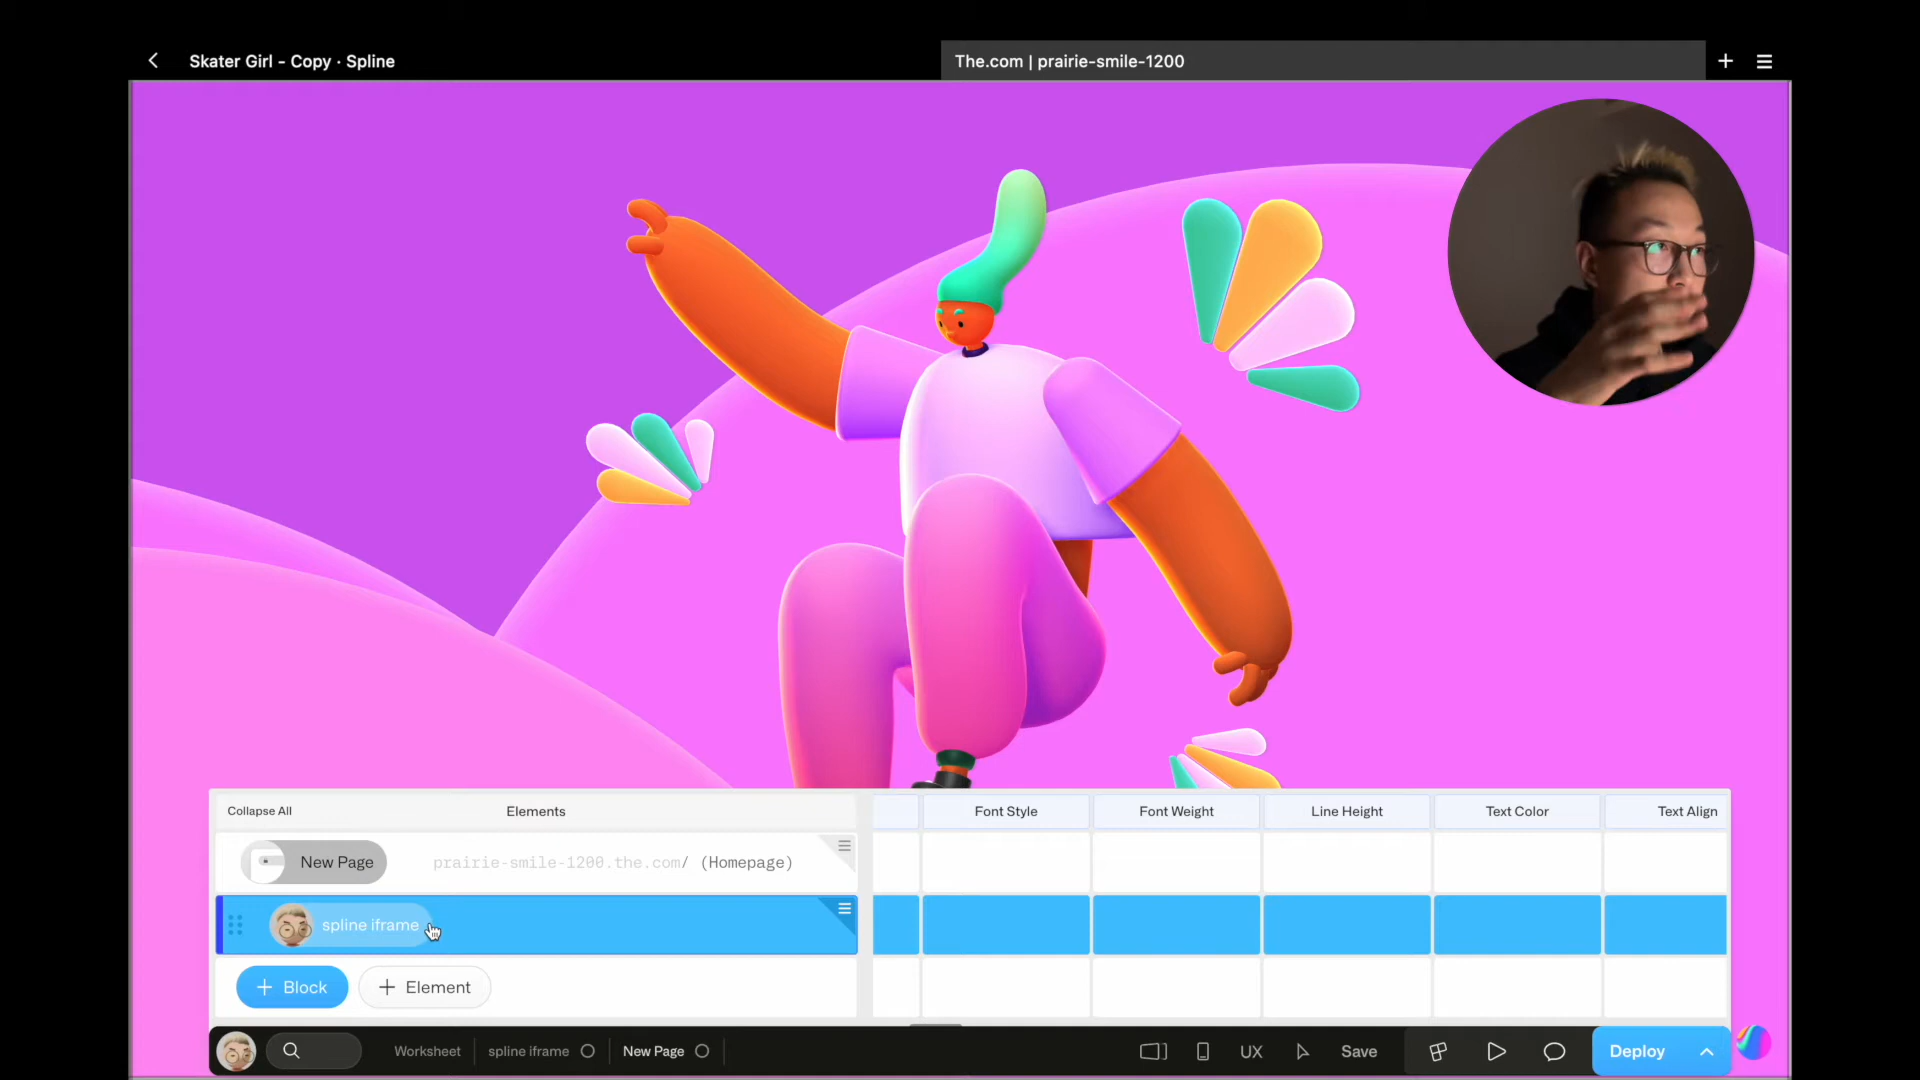 Skater Girl - Copy · Spline
The.com | prairie-smile-1200
Collapse All
Elements
Font Style
Font Weight
Line Height
Text Color
Text Align
New Page
prairie-smile-1200.the.com/ (Homepage)
spline iframe
+ Block
+ Element
Worksheet
spline iframe
New Page
UX
Save
Deploy